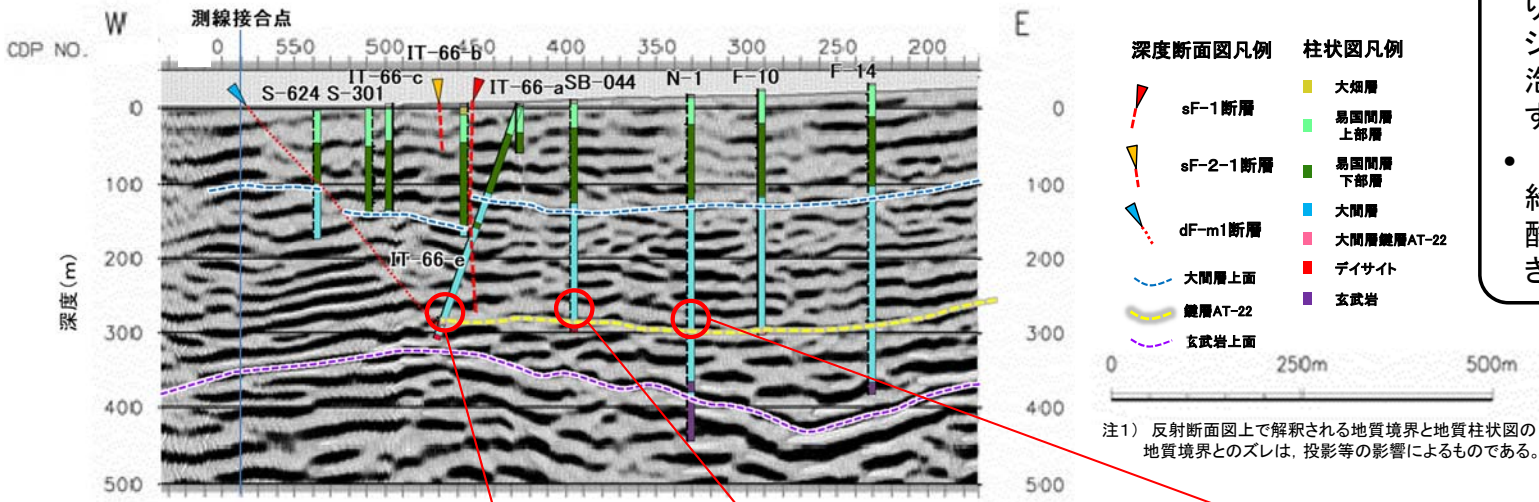 W
測線接合点
E
CDP NO.
0 550 500 450 400 350 300 250 200
IT-66-b
IT-66-c
IT-66-a
S-624
S-301
SB-044
N-1
F-10
F-14
IT-66-e
深度(m)
0
100
200
300
400
500
0
100
200
300
400
500
深度断面図凡例
sF-1断層
sF-2-1断層
dF-m1断層
大間層上面
鍵層AT-22
玄武岩上面
柱状図凡例
大畑層
易国間層
上部層
易国間層
下部層
大間層
大間層鍵層AT-22
デイサイト
玄武岩
0 250m 500m
注1) 反射断面図上で解釈される地質境界と地質柱状図の
地質境界とのズレは,投影等の影響によるものである。